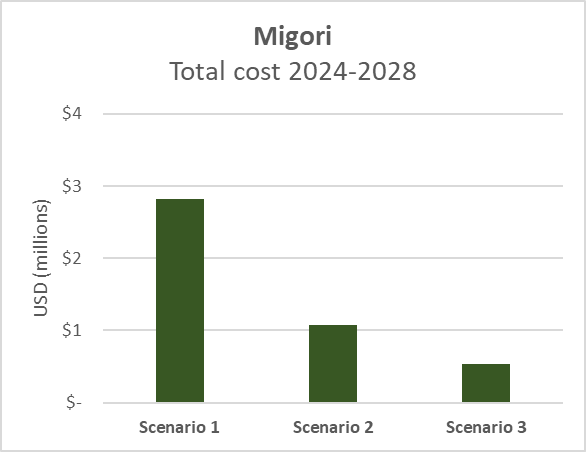 Migori
Total cost 2024-2028
USD (millions)
$4
$3
$2
$1
$-
Scenario 1
Scenario 2
Scenario 3